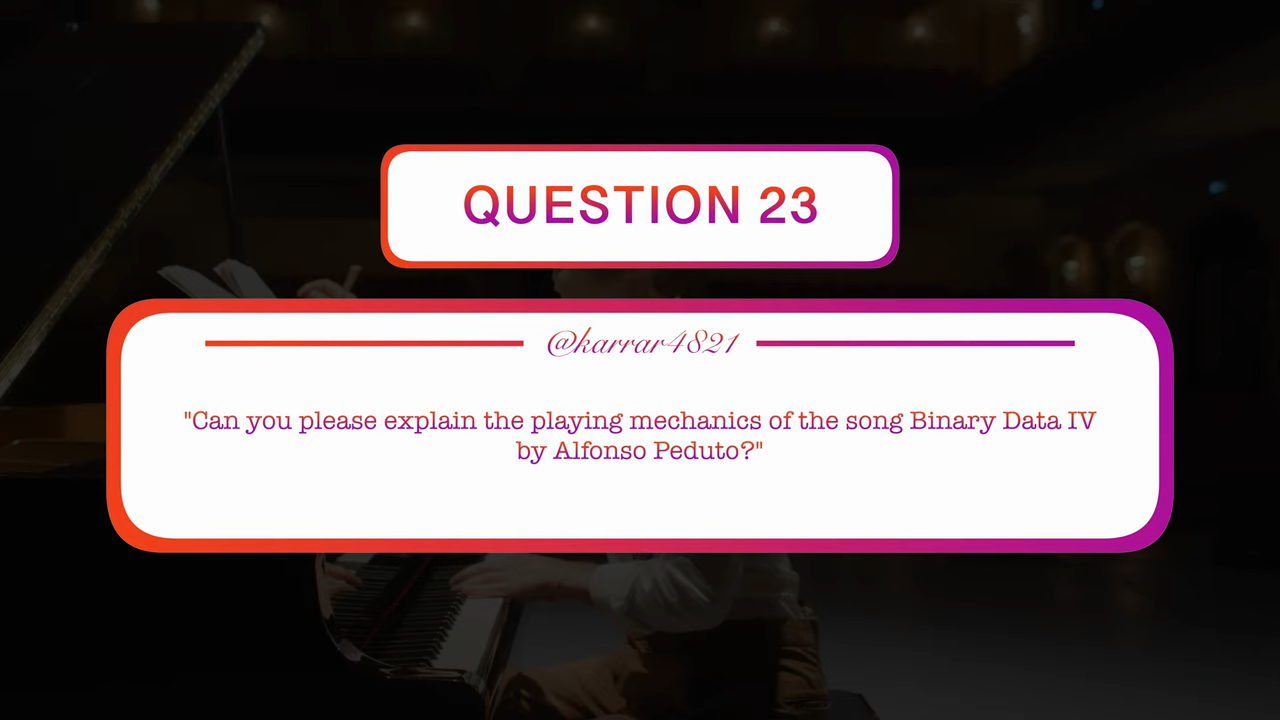 QUESTION 23
@karrar4821
"Can you please explain the playing mechanics of the song Binary Data IV
by Alfonso Peduto?"